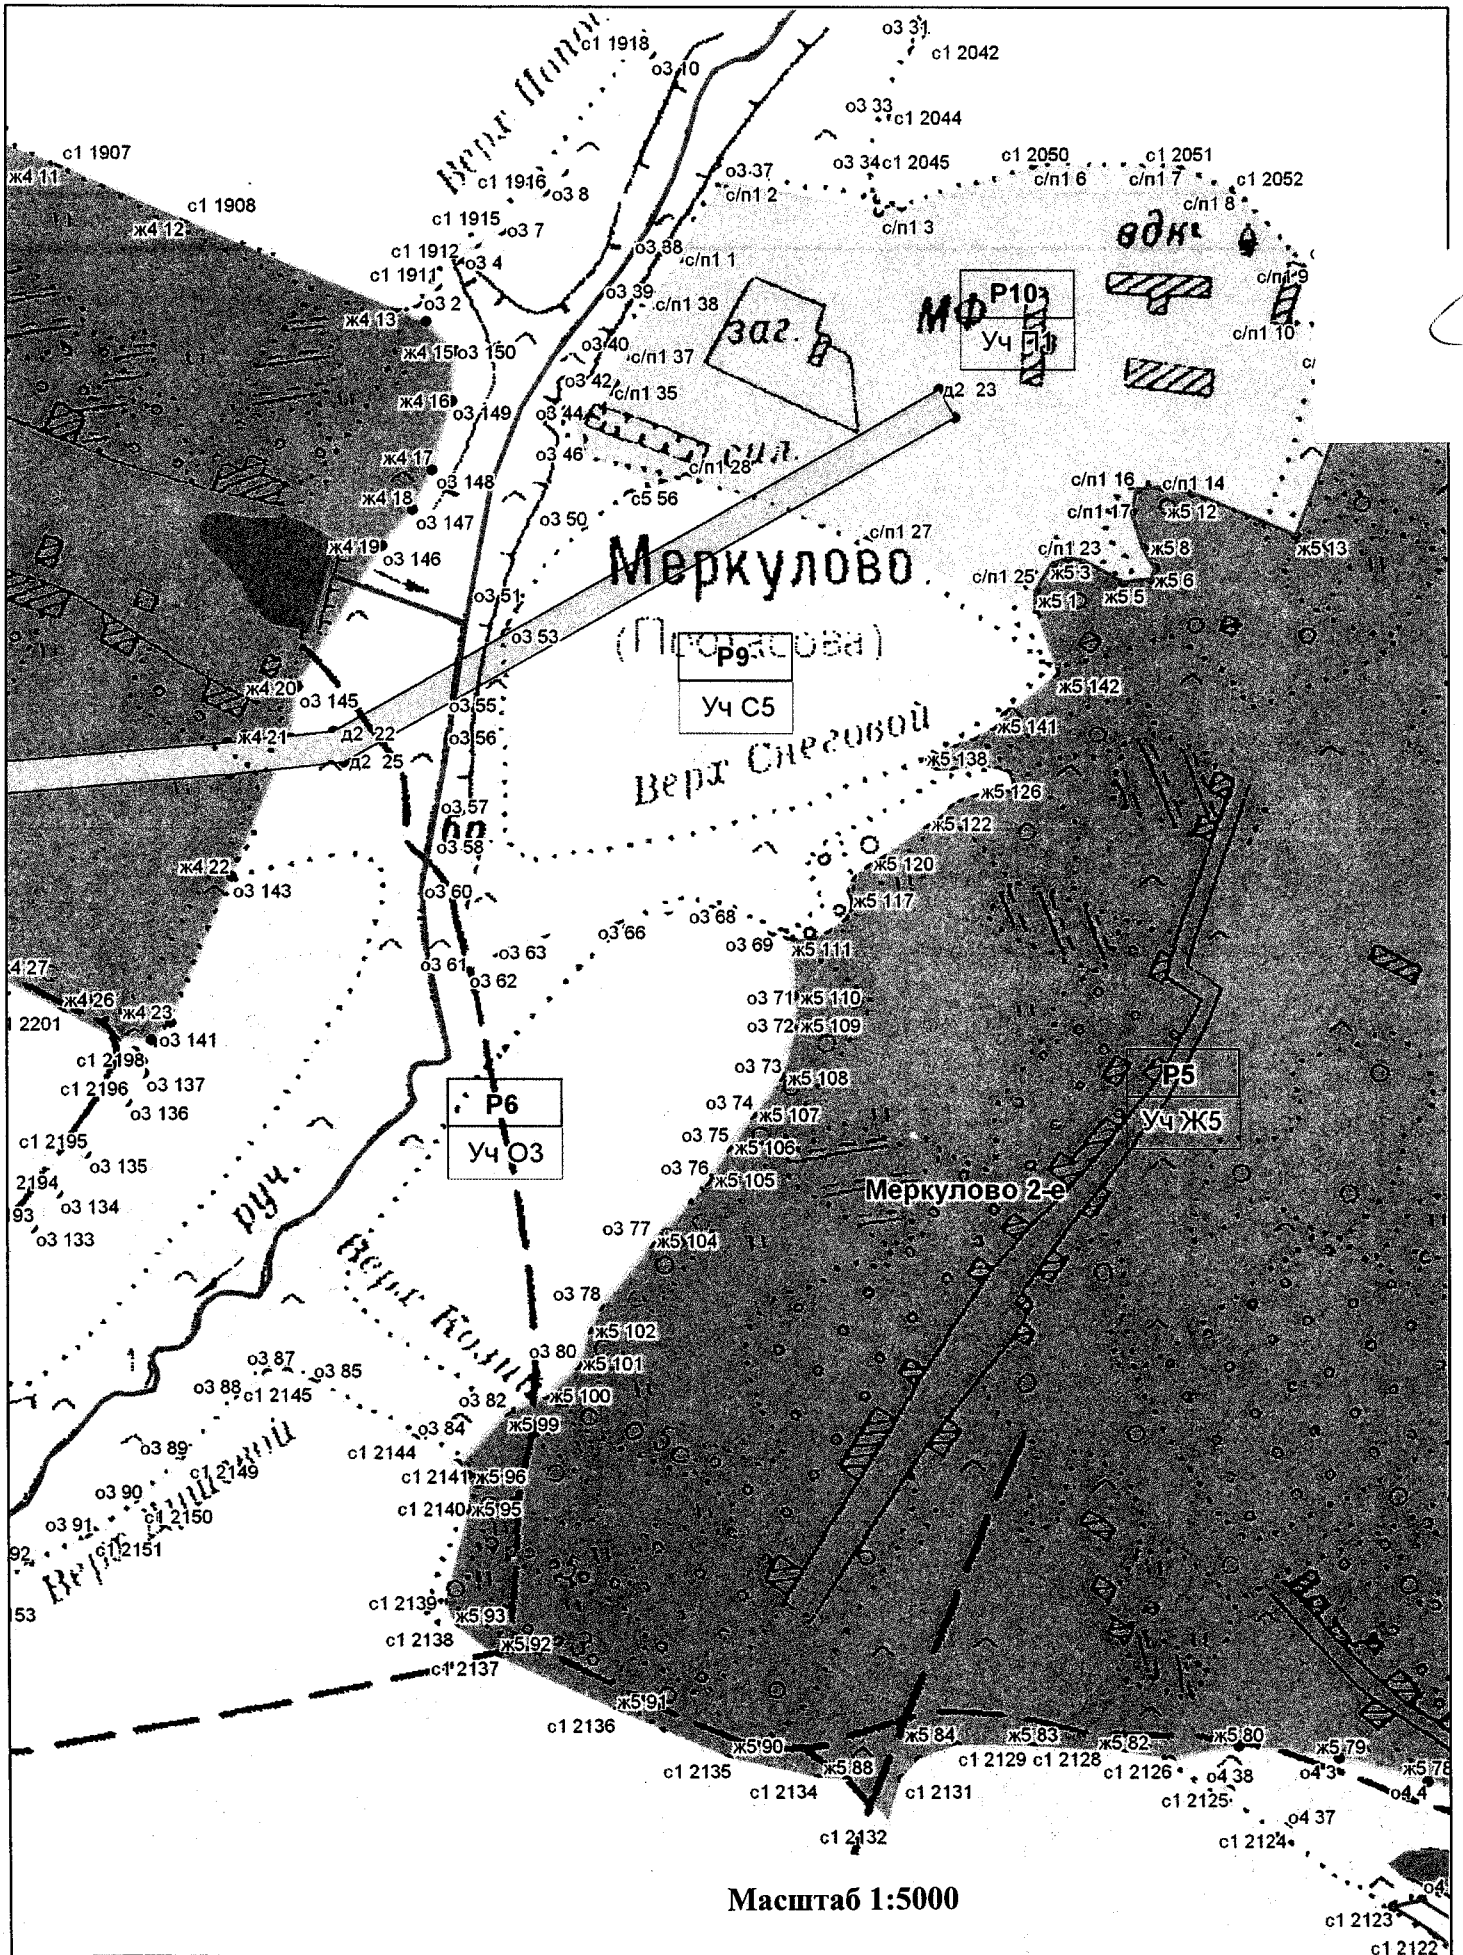 с1 1918
о3 31
с1 2042
о3 10
Верх
о3 33
с1 2044
с1 1907
ж4 11
о3 34
с1 2045
с1 2050
с1 2051
о3 37
с/п1 2
с/п1 6
с/п1 7
с1 2052
с1 1916
о3 8
с/п1 8
с1 1908
ж4 12
с1 1915
о3 7
с/п1 3
с1 1912
о3 4
о3 38
с/п1 1
с/п1 9
с1 1911
о3 2
о3 39
с/п1 38
Р10
МФ
Уч П1
ж4 13
заг.
с/п1 10
ж4 15
о3 150
о3 40
с/п1 37
о3 42
с/п1 35
д2 23
ж4 16
о3 149
о3 44
ж4 17
о3 46
сил.
с/п1 28
о3 148
ж4 18
с5 56
с/п1 16
с/п1 14
о3 147
о3 50
с/п1 17
ж5 12
ж4 19
о3 146
с/п1 27
с/п1 23
ж5 8
ж5 13
Меркулово
с/п1 25
ж5 3
ж5 6
ж5 5
о3 51
ж5 1
о3 53
Р9
ж4 20
о3 145
ж5 142
о3 55
Уч С5
ж4 21
д2 22
о3 56
Верх Снеговой
ж5 141
д2 25
ж5 138
о3 57
ж5 126
бр
о3 58
ж5 122
ж4 22
о3 143
ж5 120
о3 60
ж5 117
о3 68
о3 66
о3 69
ж5 111
о3 63
о3 61
о3 62
4 27
ж4 26
ж4 23
о3 71
ж5 110
1 2201
о3 72
ж5 109
о3 141
с1 2198
о3 137
о3 73
ж5 108
Р5
с1 2196
о3 136
Р6
о3 74
ж5 107
Уч Ж5
с1 2195
о3 75
ж5 106
о3 135
Уч О3
о3 76
ж5 105
2194
Меркулово 2-е
93
о3 134
руч.
о3 133
о3 77
ж5 104
Верх Козин
о3 78
ж5 102
о3 80
ж5 101
о3 87
о3 85
о3 88
с1 2145
о3 82
ж5 100
ж5 99
о3 84
с1 2144
о3 89
с1 2149
с1 2141
ж5 96
о3 90
с1 2150
с1 2140
ж5 95
о3 91
с1 2151
92
Верх
с1 2139
ж5 93
53
с1 2138
ж5 92
с1 2137
ж5 91
с1 2136
ж5 90
ж5 84
ж5 83
ж5 82
ж5 80
ж5 79
с1 2135
ж5 88
с1 2129
с1 2128
с1 2126
о4 38
о4 3
ж5 78
с1 2134
с1 2131
с1 2125
о4 4
с1 2132
о4 37
с1 2124
Масштаб 1:5000
о4
с1 2123
с1 2122